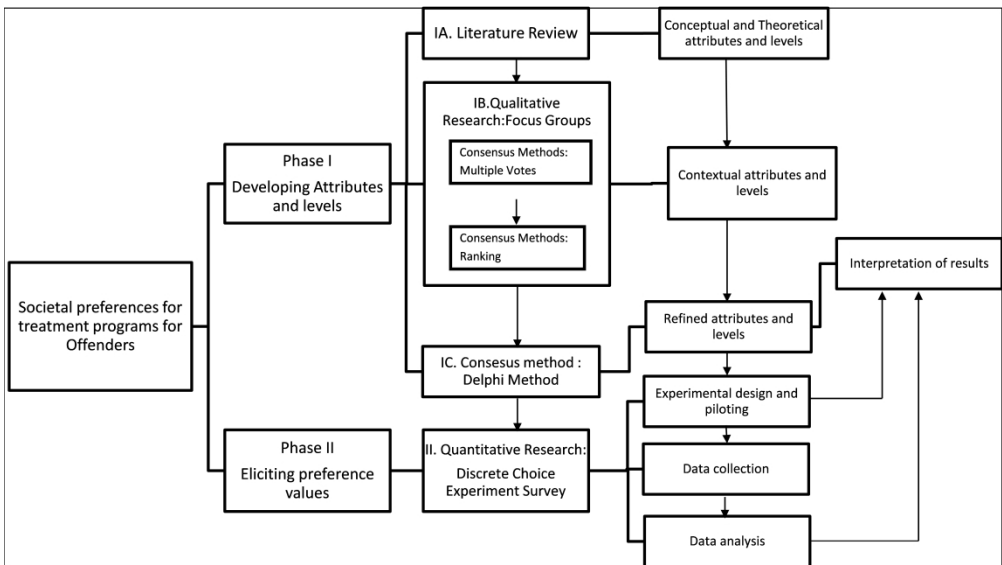 IA. Literature Review
Conceptual and Theoretical
attributes and levels
IB.Qualitative
Research:Focus Groups
Consensus Methods:
Multiple Votes
Consensus Methods:
Ranking
Phase I
Developing Attributes
and levels
Contextual attributes and
levels
Interpretation of results
Societal preferences for
treatment programs for
Offenders
Refined attributes and
levels
IC. Consesus method :
Delphi Method
Experimental design and
piloting
Phase II
Eliciting preference
values
II. Quantitative Research:
Discrete Choice
Experiment Survey
Data collection
Data analysis